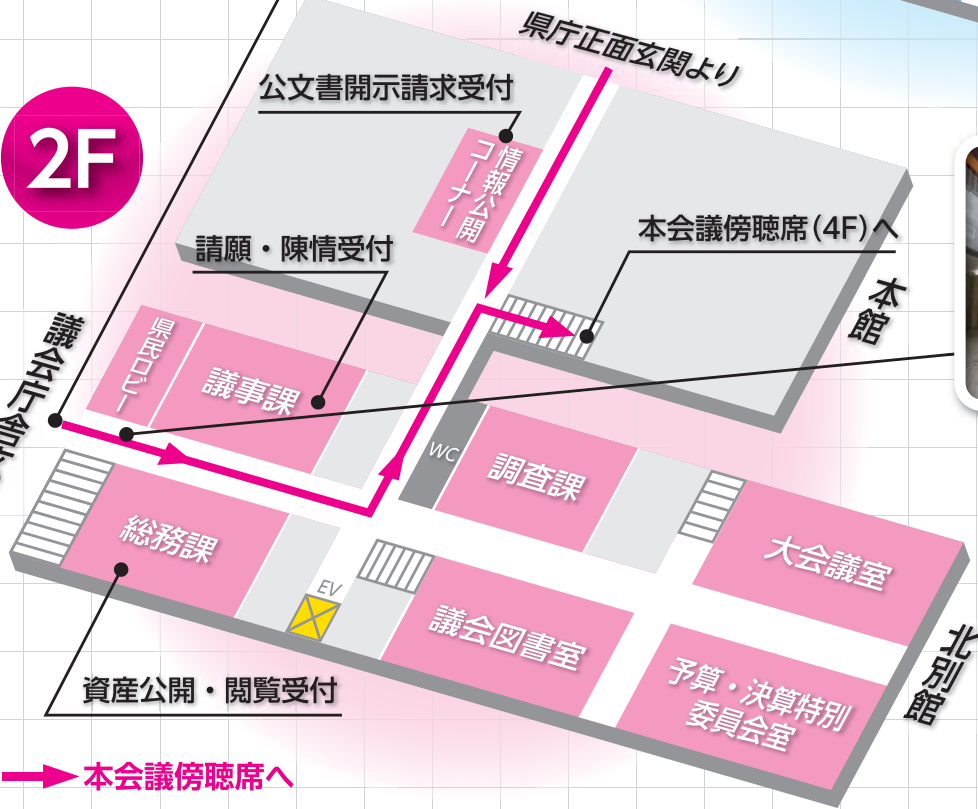 県庁正面玄関より
公文書開示請求受付
2F
情報公開
コーナー
本会議傍聴席（4F）へ
請願・陳情受付
本館
議会庁舎
県民ロビー
議事課
WC
調査課
大会議室
総務課
EV
議会図書室
予算・決算特別
委員会室
北別館
資産公開・閲覧受付
本会議傍聴席へ